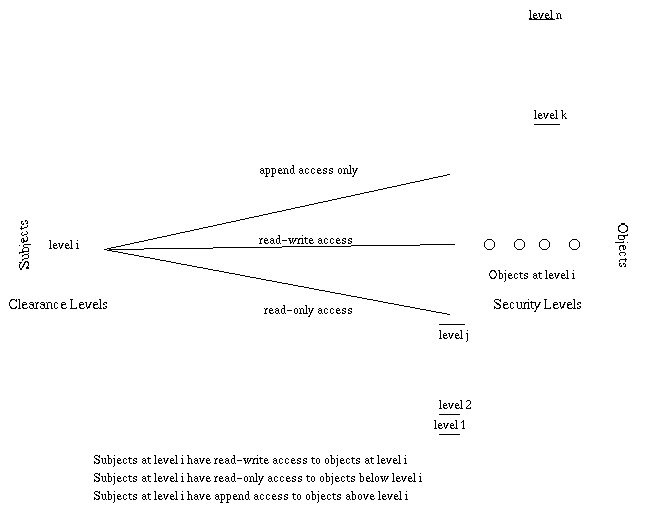 level n
level k
append access only
Subjects
level i
read-write access
Objects
Objects at level i
Clearance Levels
Security Levels
read-only access
level j
level 2
level 1
Subjects at level i have read-write access to objects at level i
Subjects at level i have read-only access to objects below level i
Subjects at level i have append access to objects above level i